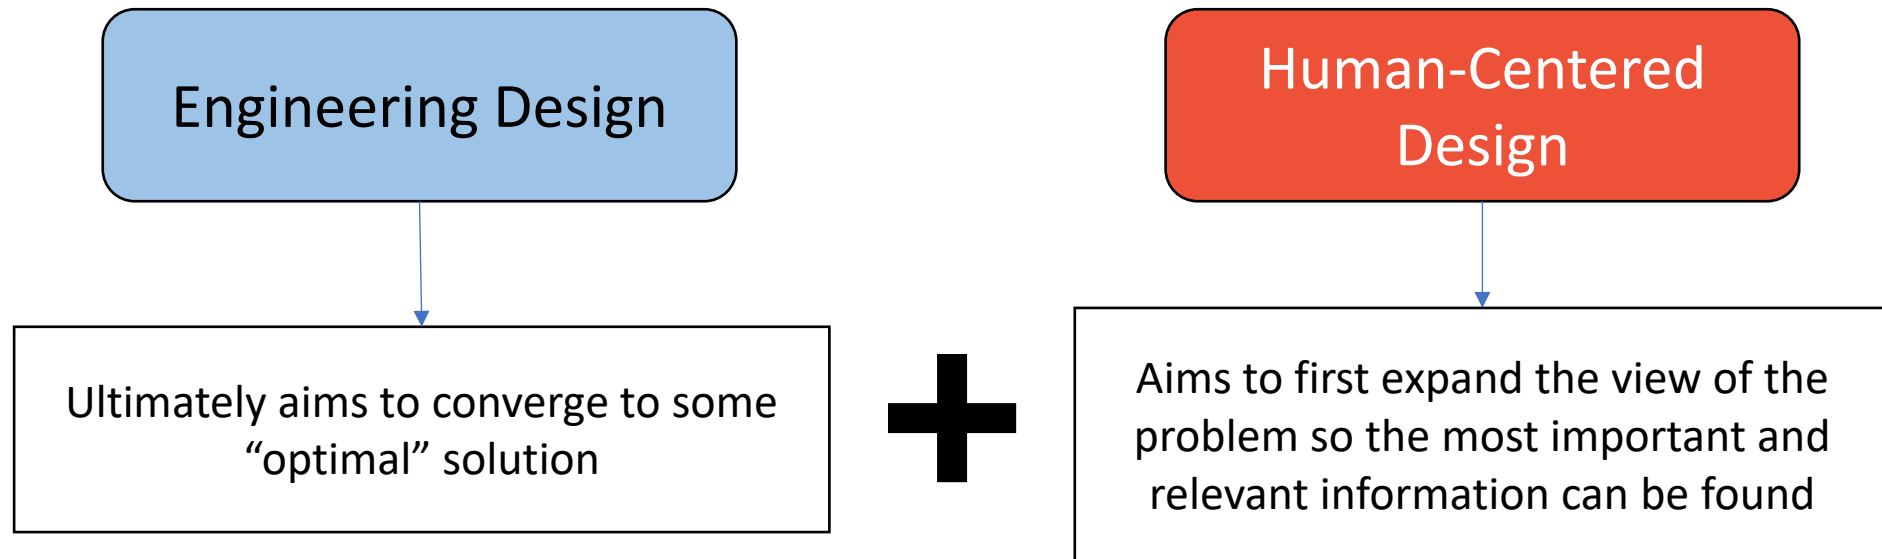 Engineering Design
Human-Centered
Design
Ultimately aims to converge to some
“optimal” solution
Aims to first expand the view of the
problem so the most important and
relevant information can be found